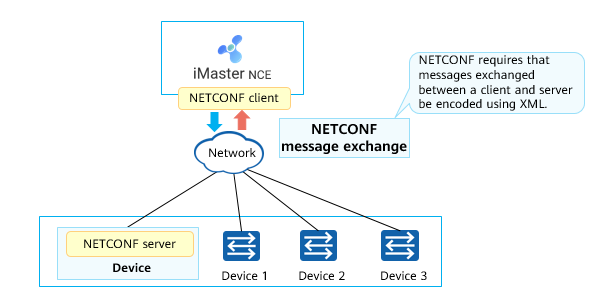 iMaster NCE
NETCONF client
NETCONF requires that
messages exchanged
between a client and server
be encoded using XML.
NETCONF
message exchange
Network
NETCONF server
Device
Device 1
Device 2
Device 3